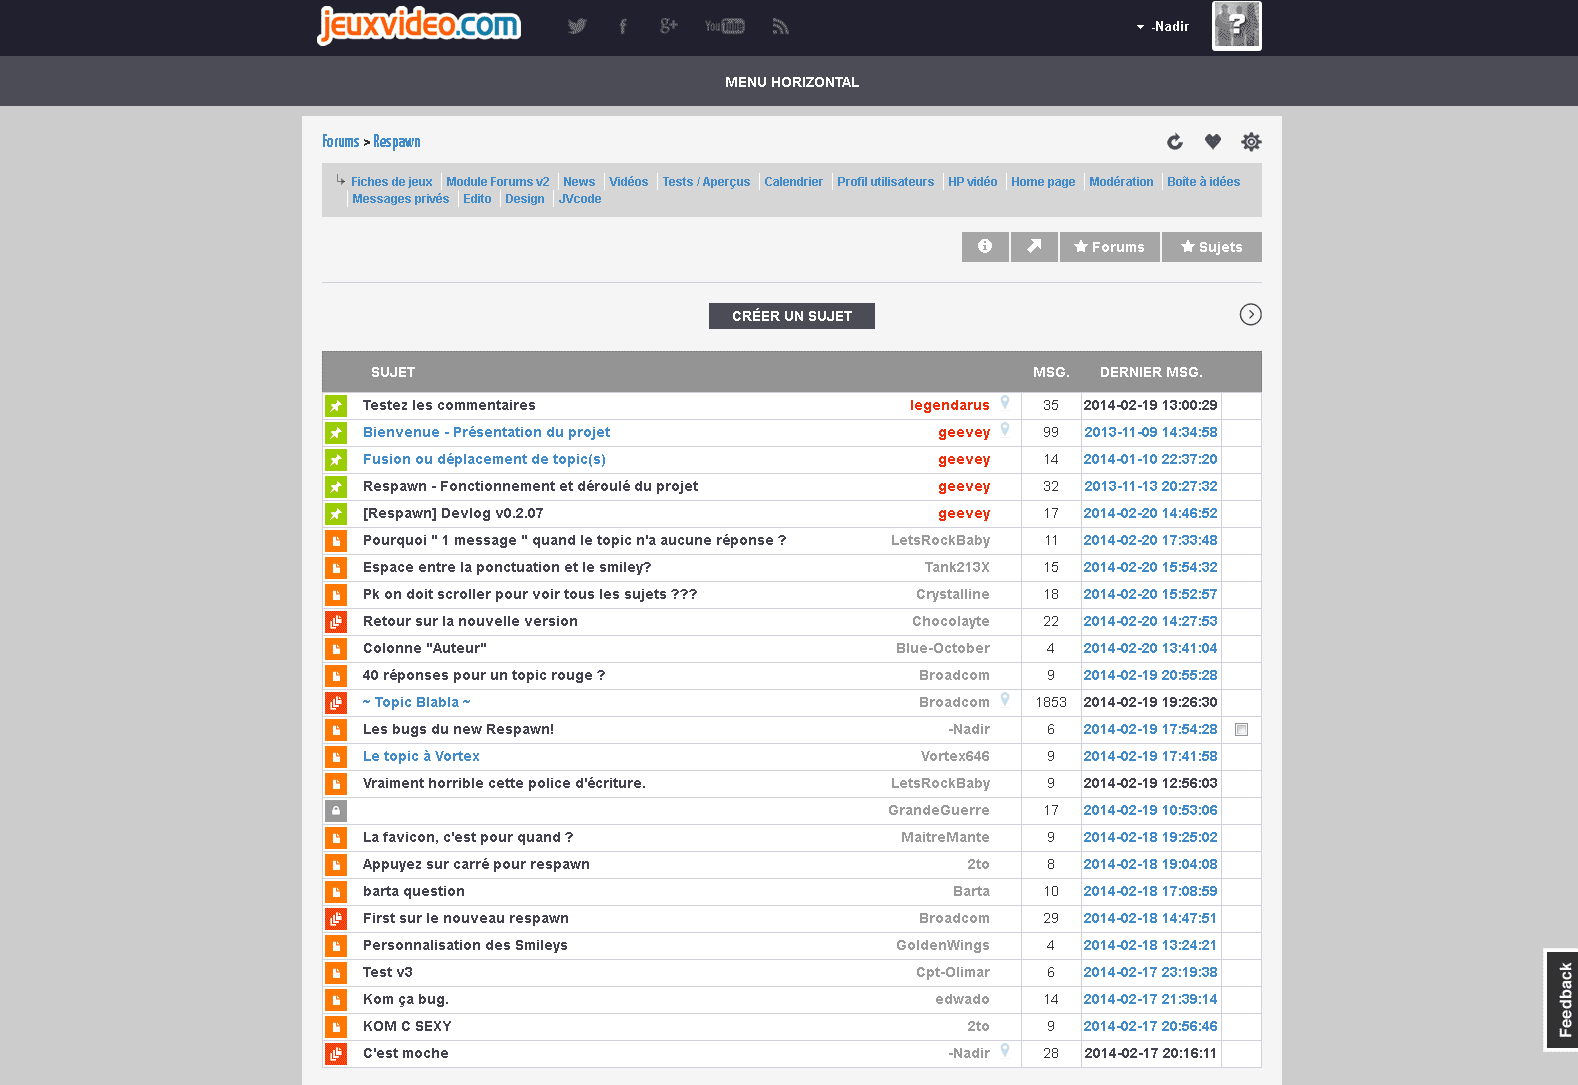 jeuxvideo.com
You Tube
-Nadir
MENU HORIZONTAL
Forums > Respawn
Fiches de jeux Module Forums v2 News Vidéos Tests / Aperçus Calendrier Profil utilisateurs HP vidéo Home page Modération Boîte à idées
Messages privés Edito Design JVcode
Forums Sujets
CRÉER UN SUJET
SUJET MSG. DERNIER MSG.
Testez les commentaires legendarus 35 2014-02-19 13:00:29
Bienvenue - Présentation du projet geevey 99 2013-11-09 14:34:58
Fusion ou déplacement de topic(s) geevey 14 2014-01-10 22:37:20
Respawn - Fonctionnement et déroulé du projet geevey 32 2013-11-13 20:27:32
[Respawn] Devlog v0.2.07 geevey 17 2014-02-20 14:46:52
Pourquoi " 1 message " quand le topic n'a aucune réponse ? LetsRockBaby 11 2014-02-20 17:33:48
Espace entre la ponctuation et le smiley? Tank213X 15 2014-02-20 15:54:32
Pk on doit scroller pour voir tous les sujets ??? Crystalline 18 2014-02-20 15:52:57
Retour sur la nouvelle version Chocolayte 22 2014-02-20 14:27:53
Colonne "Auteur" Blue-October 4 2014-02-20 13:41:04
40 réponses pour un topic rouge ? Broadcom 9 2014-02-19 20:55:28
~ Topic Blabla ~ Broadcom 1853 2014-02-19 19:26:30
Les bugs du new Respawn! -Nadir 6 2014-02-19 17:54:28
Le topic à Vortex Vortex646 9 2014-02-19 17:41:58
Vraiment horrible cette police d'écriture. LetsRockBaby 9 2014-02-19 12:56:03
GrandeGuerre 17 2014-02-19 10:53:06
La favicon, c'est pour quand ? MaitreMante 9 2014-02-18 19:25:02
Appuyez sur carré pour respawn 2to 8 2014-02-18 19:04:08
barta question Barta 10 2014-02-18 17:08:59
First sur le nouveau respawn Broadcom 29 2014-02-18 14:47:51
Personnalisation des Smileys GoldenWings 4 2014-02-18 13:24:21
Test v3 Cpt-Olimar 6 2014-02-17 23:19:38
Kom ça bug. edwado 14 2014-02-17 21:39:14
KOM C SEXY 2to 9 2014-02-17 20:56:46
C'est moche -Nadir 28 2014-02-17 20:16:11
Feedback